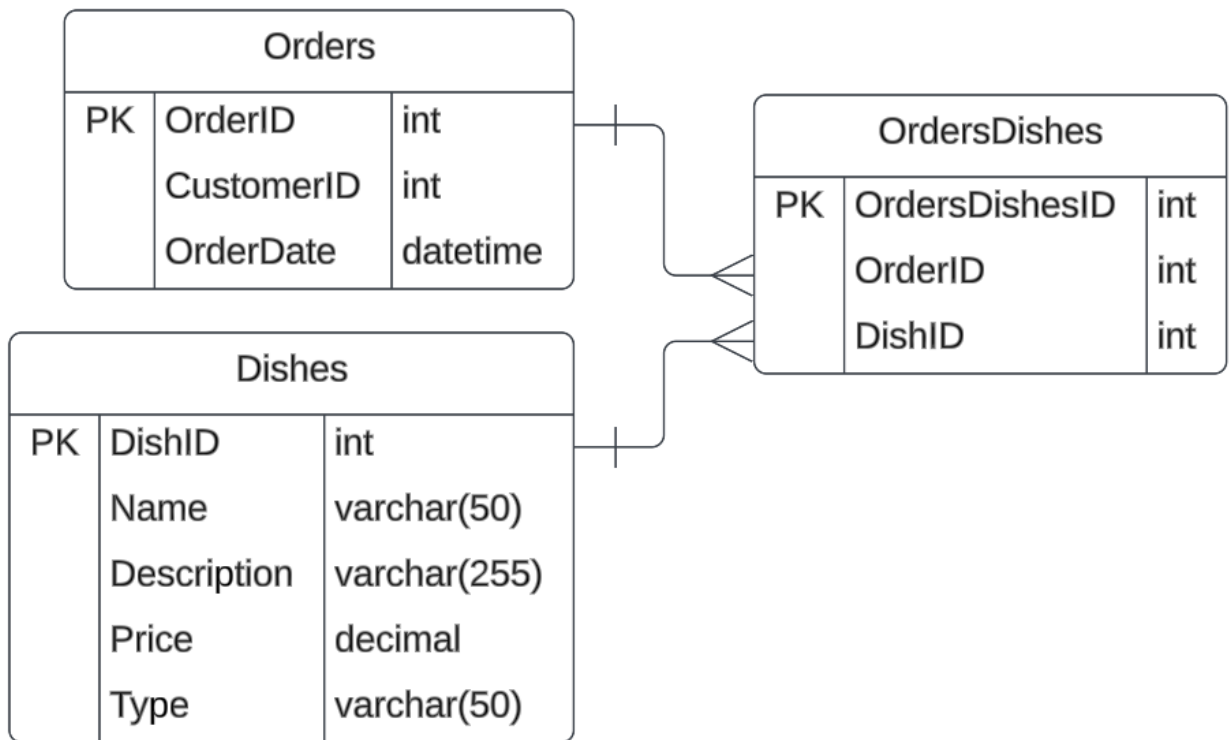 Orders
PK OrderID int
CustomerID int
OrderDate datetime
OrdersDishes
PK OrdersDishesID int
OrderID int
DishID int
Dishes
PK DishID int
Name varchar(50)
Description varchar(255)
Price decimal
Type varchar(50)